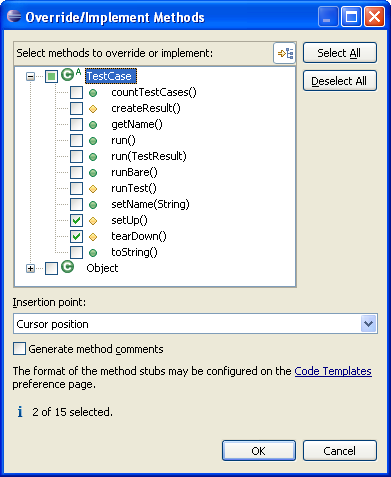 Override/Implement Methods
Select methods to override or implement:
Select All
Deselect All
C A TestCase
countTestCases()
createResult()
getName()
run()
run(TestResult)
runBare()
runTest()
setName(String)
setUp()
tearDown()
toString()
C Object
Insertion point:
Cursor position
Generate method comments
The format of the method stubs may be configured on the Code Templates
preference page.
i 2 of 15 selected.
OK
Cancel